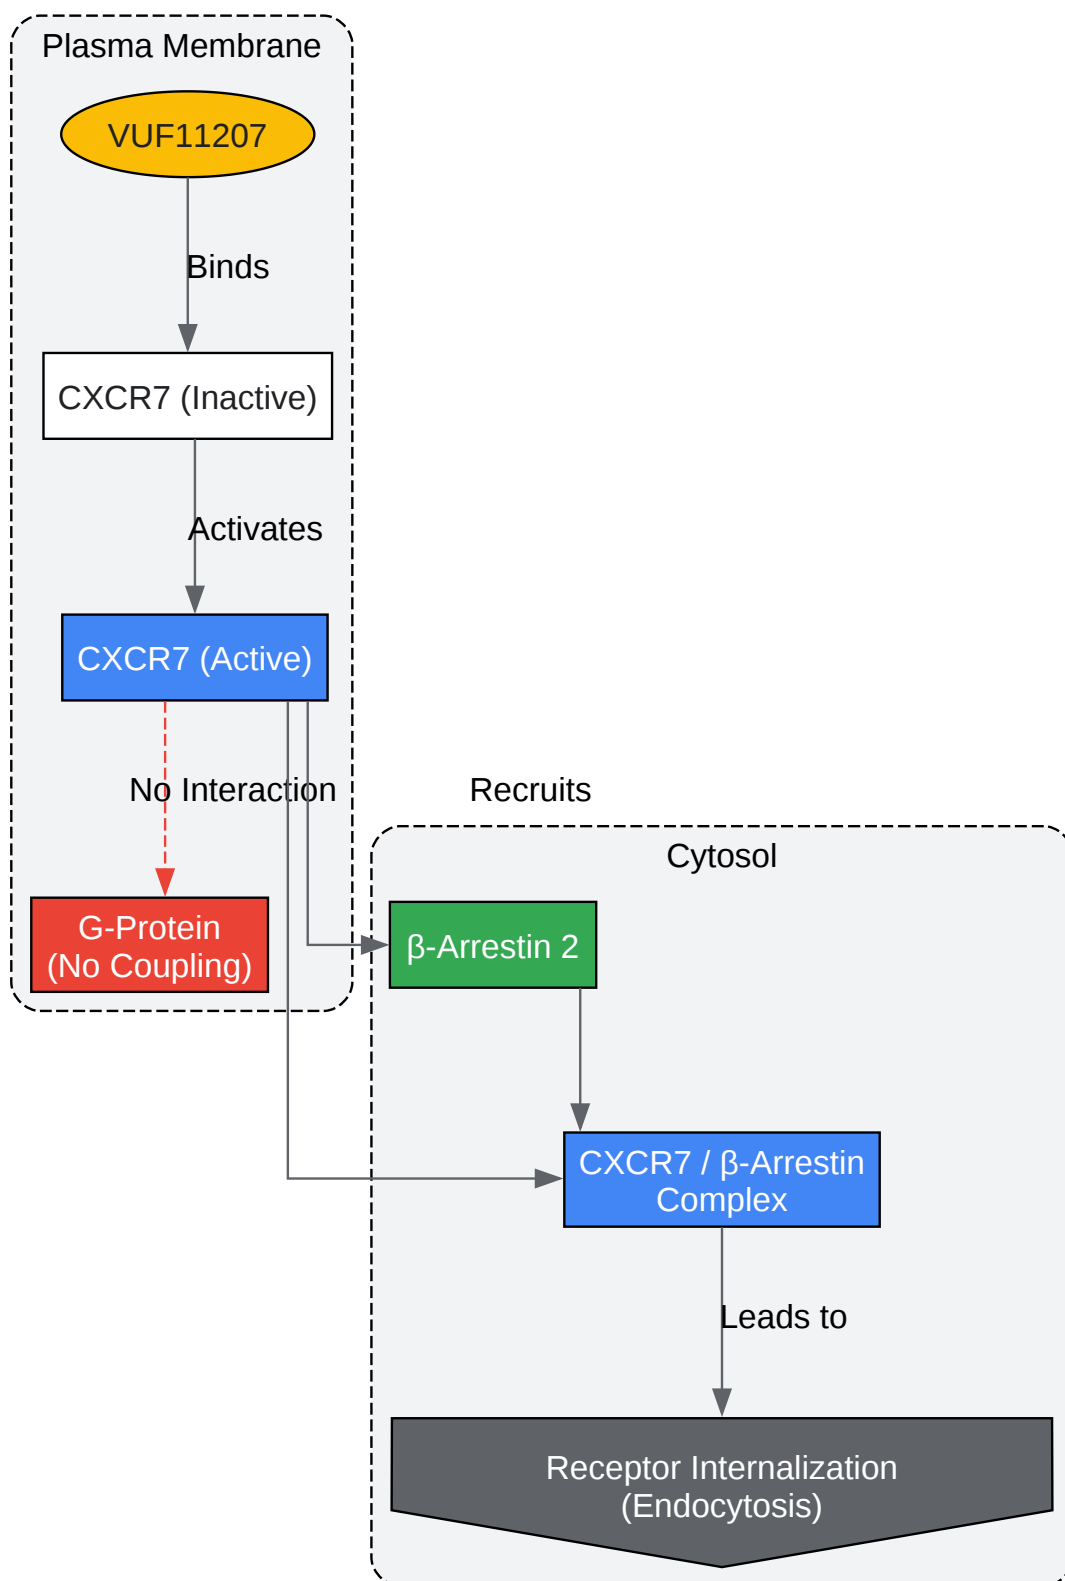 Plasma Membrane
VUF11207
Binds
CXCR7 (Inactive)
Activates
CXCR7 (Active)
No Interaction
Recruits
Cytosol
G-Protein
(No Coupling)
β-Arrestin 2
CXCR7 / β-Arrestin
Complex
Leads to
Receptor Internalization
(Endocytosis)